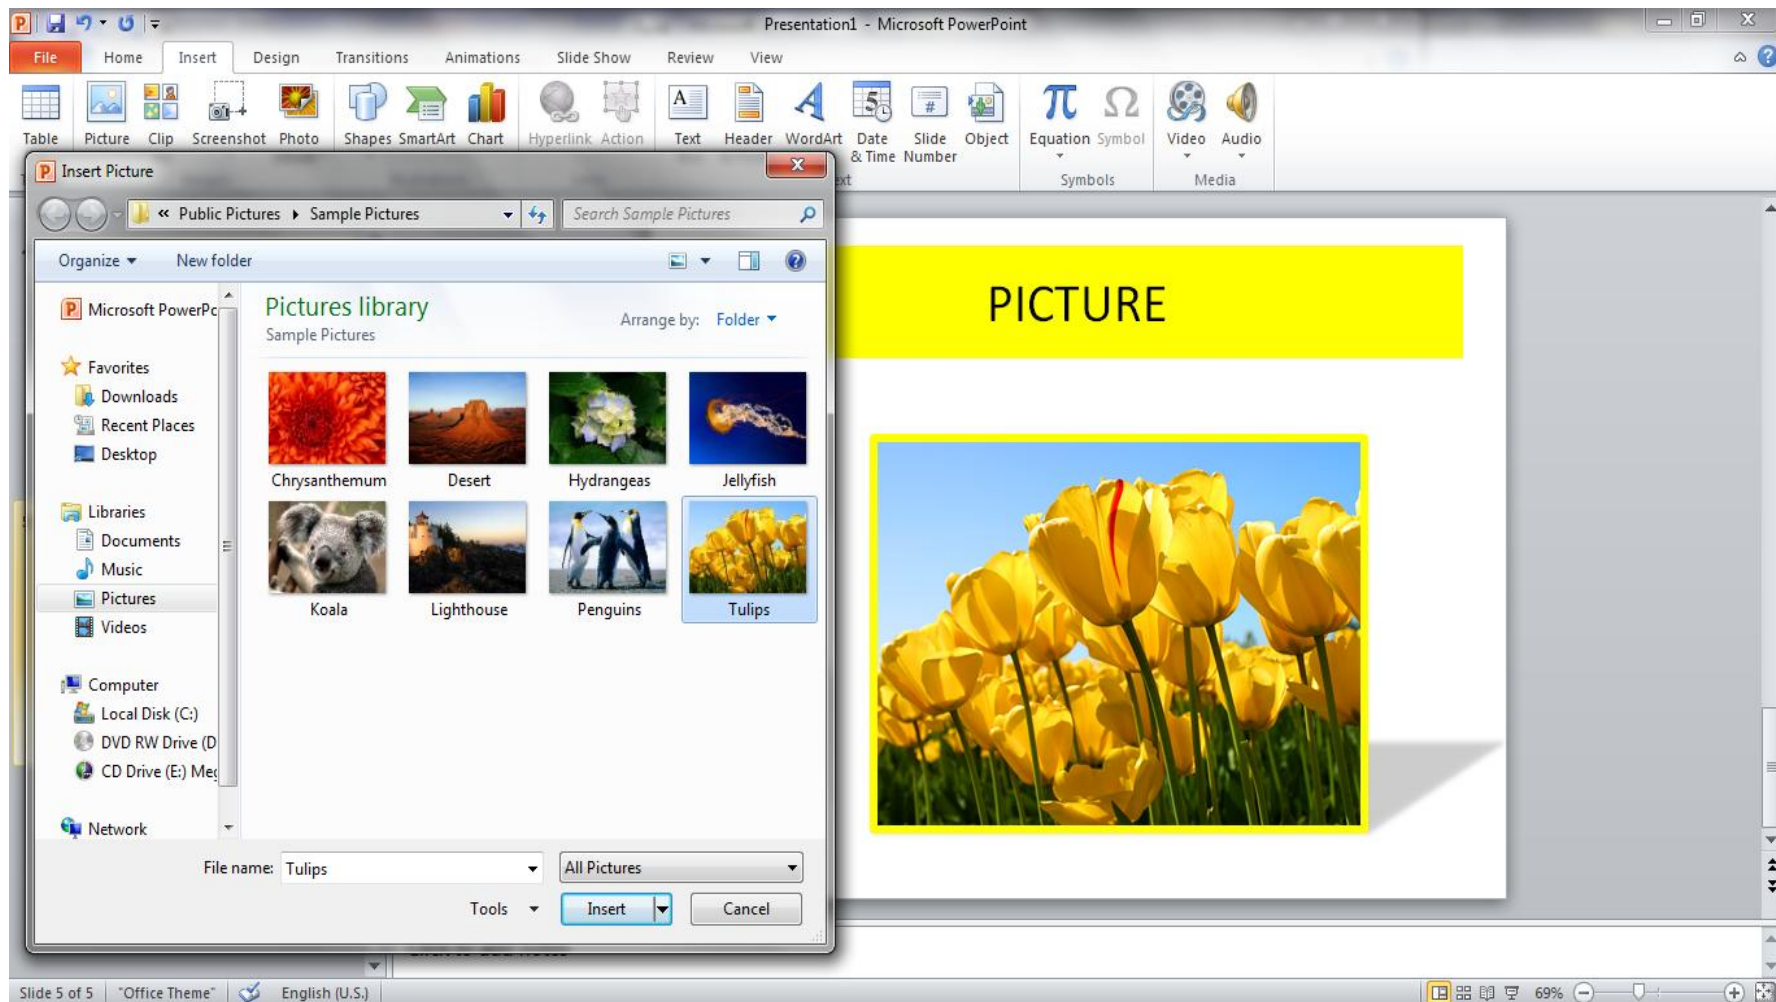 Presentation1 - Microsoft PowerPoint
File Home Insert Design Transitions Animations Slide Show Review View
Table Picture Clip Screenshot Photo Shapes SmartArt Chart Hyperlink Action Text Header WordArt Date & Time Slide Number Object Equation Symbol Video Audio
Symbols Media
Insert Picture
« Public Pictures Sample Pictures Search Sample Pictures
Organize New folder
Microsoft PowerPo
Favorites
Downloads
Recent Places
Desktop
Libraries
Documents
Music
Pictures
Videos
Computer
Local Disk (C:)
DVD RW Drive (D
CD Drive (E:) Meg
Network
Pictures library
Sample Pictures
Arrange by: Folder
Chrysanthemum Desert Hydrangeas Jellyfish
Koala Lighthouse Penguins Tulips
File name: Tulips All Pictures
Tools Insert Cancel
PICTURE
Slide 5 of 5 "Office Theme" English (U.S.) 69%